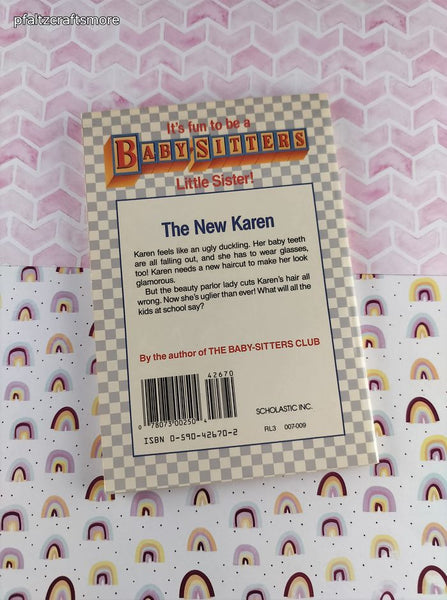 pfaltzcraftsmore
It's fun to be a
BABY-SITTERS
Little Sister!
The New Karen
Karen feels like an ugly duckling. Her baby teeth
are all falling out, and she has to wear glasses,
too! Karen needs a new haircut to make her look
glamorous.
But the beauty parlor lady cuts Karen's hair all
wrong. Now she's uglier than ever! What will all the
kids at school say?
By the author of THE BABY-SITTERS CLUB
42670
0 78073 00250 4
ISBN 0-590-42670-2
SCHOLASTIC INC.
RL3 007-009